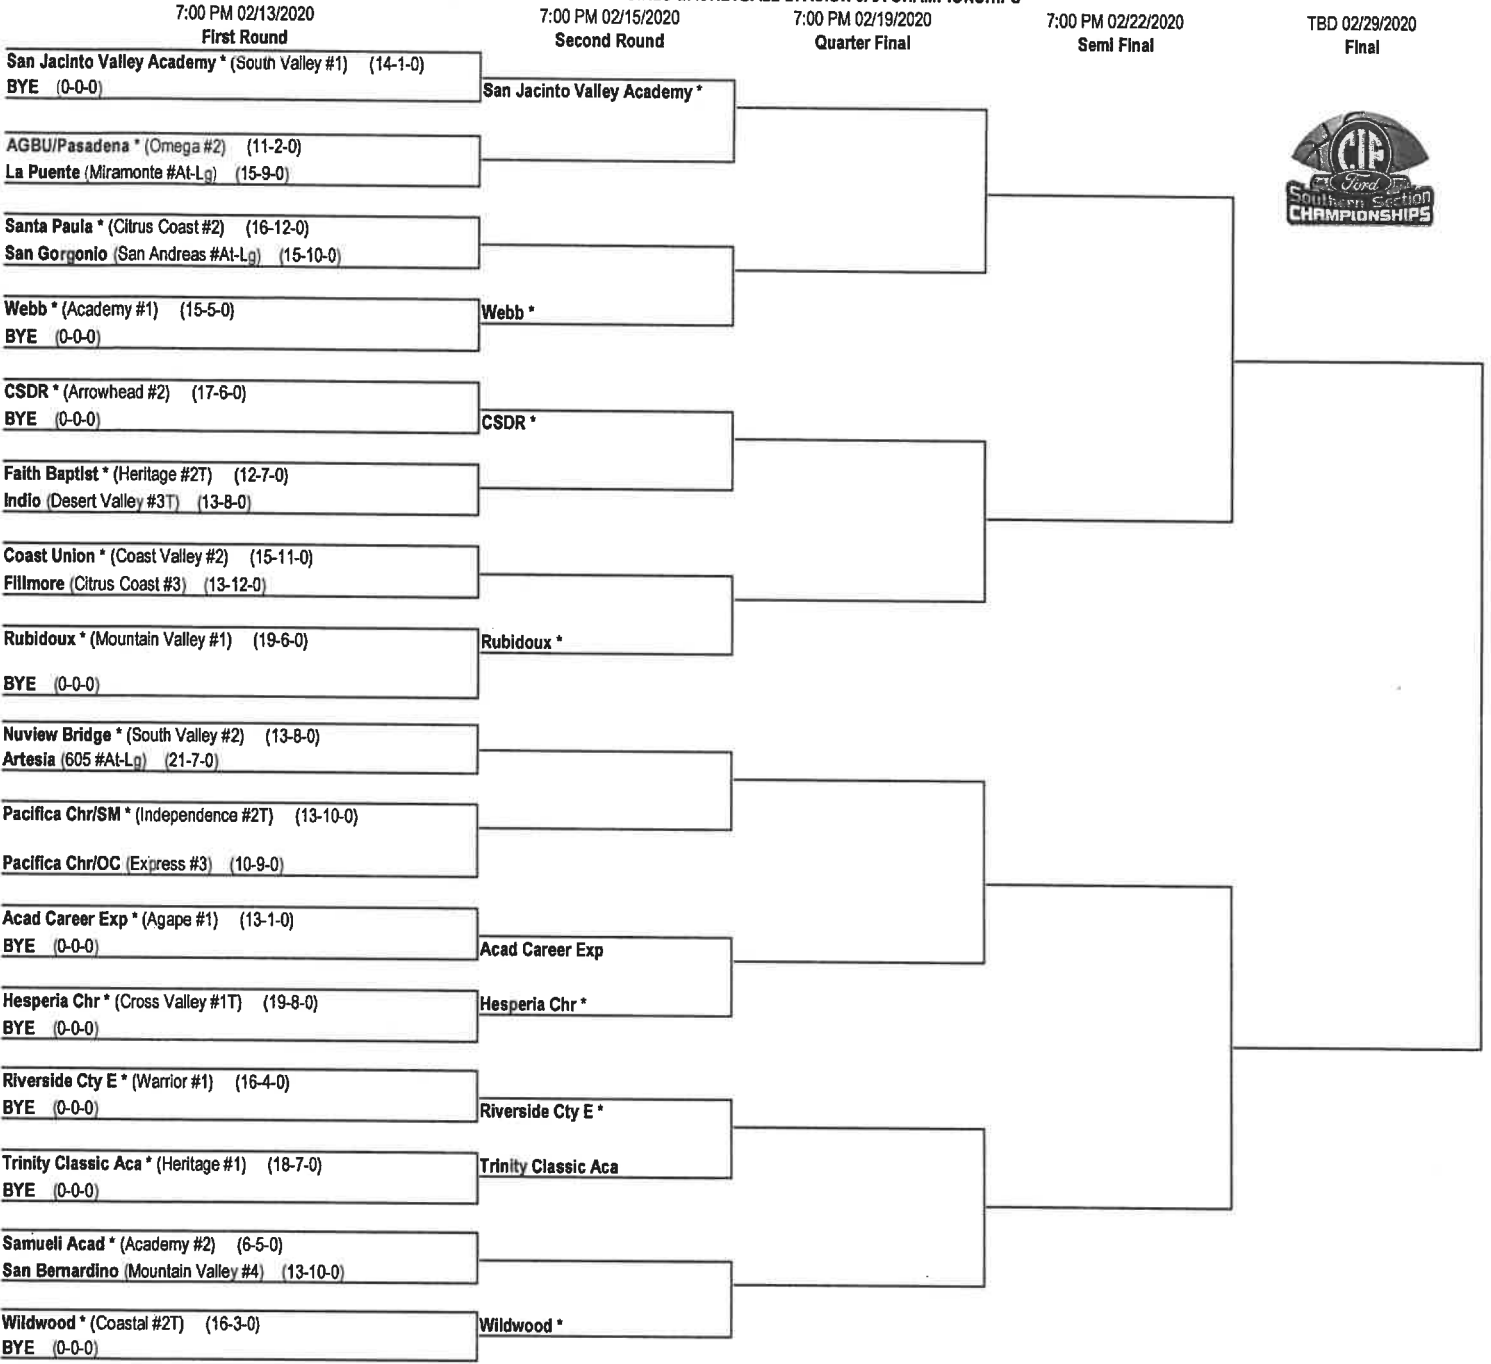 7:00 PM 02/13/2020
First Round
7:00 PM 02/15/2020
Second Round
7:00 PM 02/19/2020
Quarter Final
7:00 PM 02/22/2020
Semi Final
TBD 02/29/2020
Final
CIF
Ford
Southern Section
CHAMPIONSHIPS
San Jacinto Valley Academy * (South Valley #1) (14-1-0)
BYE (0-0-0)
San Jacinto Valley Academy *
AGBU/Pasadena * (Omega #2) (11-2-0)
La Puente (Miramonte #At-Lg) (15-9-0)
Santa Paula * (Citrus Coast #2) (16-12-0)
San Gorgonio (San Andreas #At-Lg) (15-10-0)
Webb * (Academy #1) (15-5-0)
BYE (0-0-0)
Webb *
CSDR * (Arrowhead #2) (17-6-0)
BYE (0-0-0)
CSDR *
Faith Baptist * (Heritage #2T) (12-7-0)
Indio (Desert Valley #3T) (13-8-0)
Coast Union * (Coast Valley #2) (15-11-0)
Fillmore (Citrus Coast #3) (13-12-0)
Rubidoux * (Mountain Valley #1) (19-6-0)
BYE (0-0-0)
Rubidoux *
Nuview Bridge * (South Valley #2) (13-8-0)
Artesia (605 #At-Lg) (21-7-0)
Pacifica Chr/SM * (Independence #2T) (13-10-0)
Pacifica Chr/OC (Express #3) (10-9-0)
Acad Career Exp * (Agape #1) (13-1-0)
BYE (0-0-0)
Acad Career Exp
Hesperia Chr * (Cross Valley #1T) (19-8-0)
BYE (0-0-0)
Hesperia Chr *
Riverside Cty E * (Warrior #1) (16-4-0)
BYE (0-0-0)
Riverside Cty E *
Trinity Classic Aca * (Heritage #1) (18-7-0)
BYE (0-0-0)
Trinity Classic Aca
Samueli Acad * (Academy #2) (6-5-0)
San Bernardino (Mountain Valley #4) (13-10-0)
Wildwood * (Coastal #2T) (16-3-0)
BYE (0-0-0)
Wildwood *